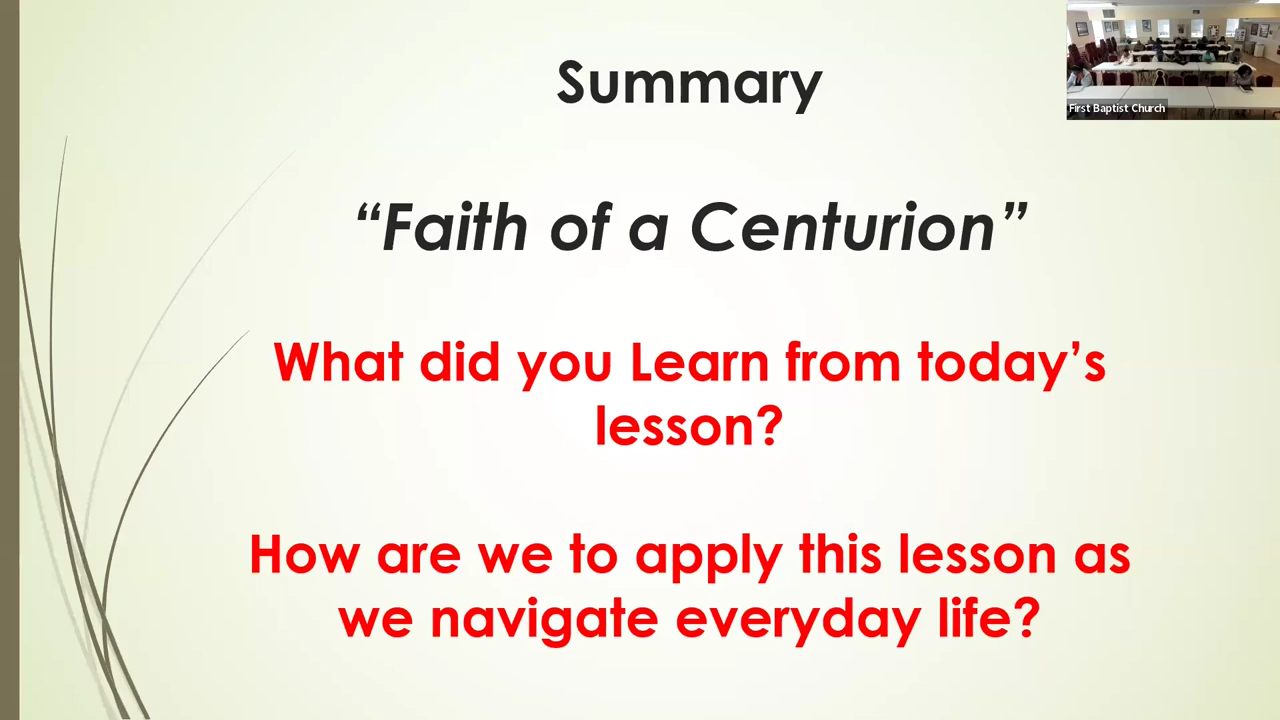 Summary
First Baptist Church
“Faith of a Centurion”
What did you Learn from today’s
lesson?
How are we to apply this lesson as
we navigate everyday life?